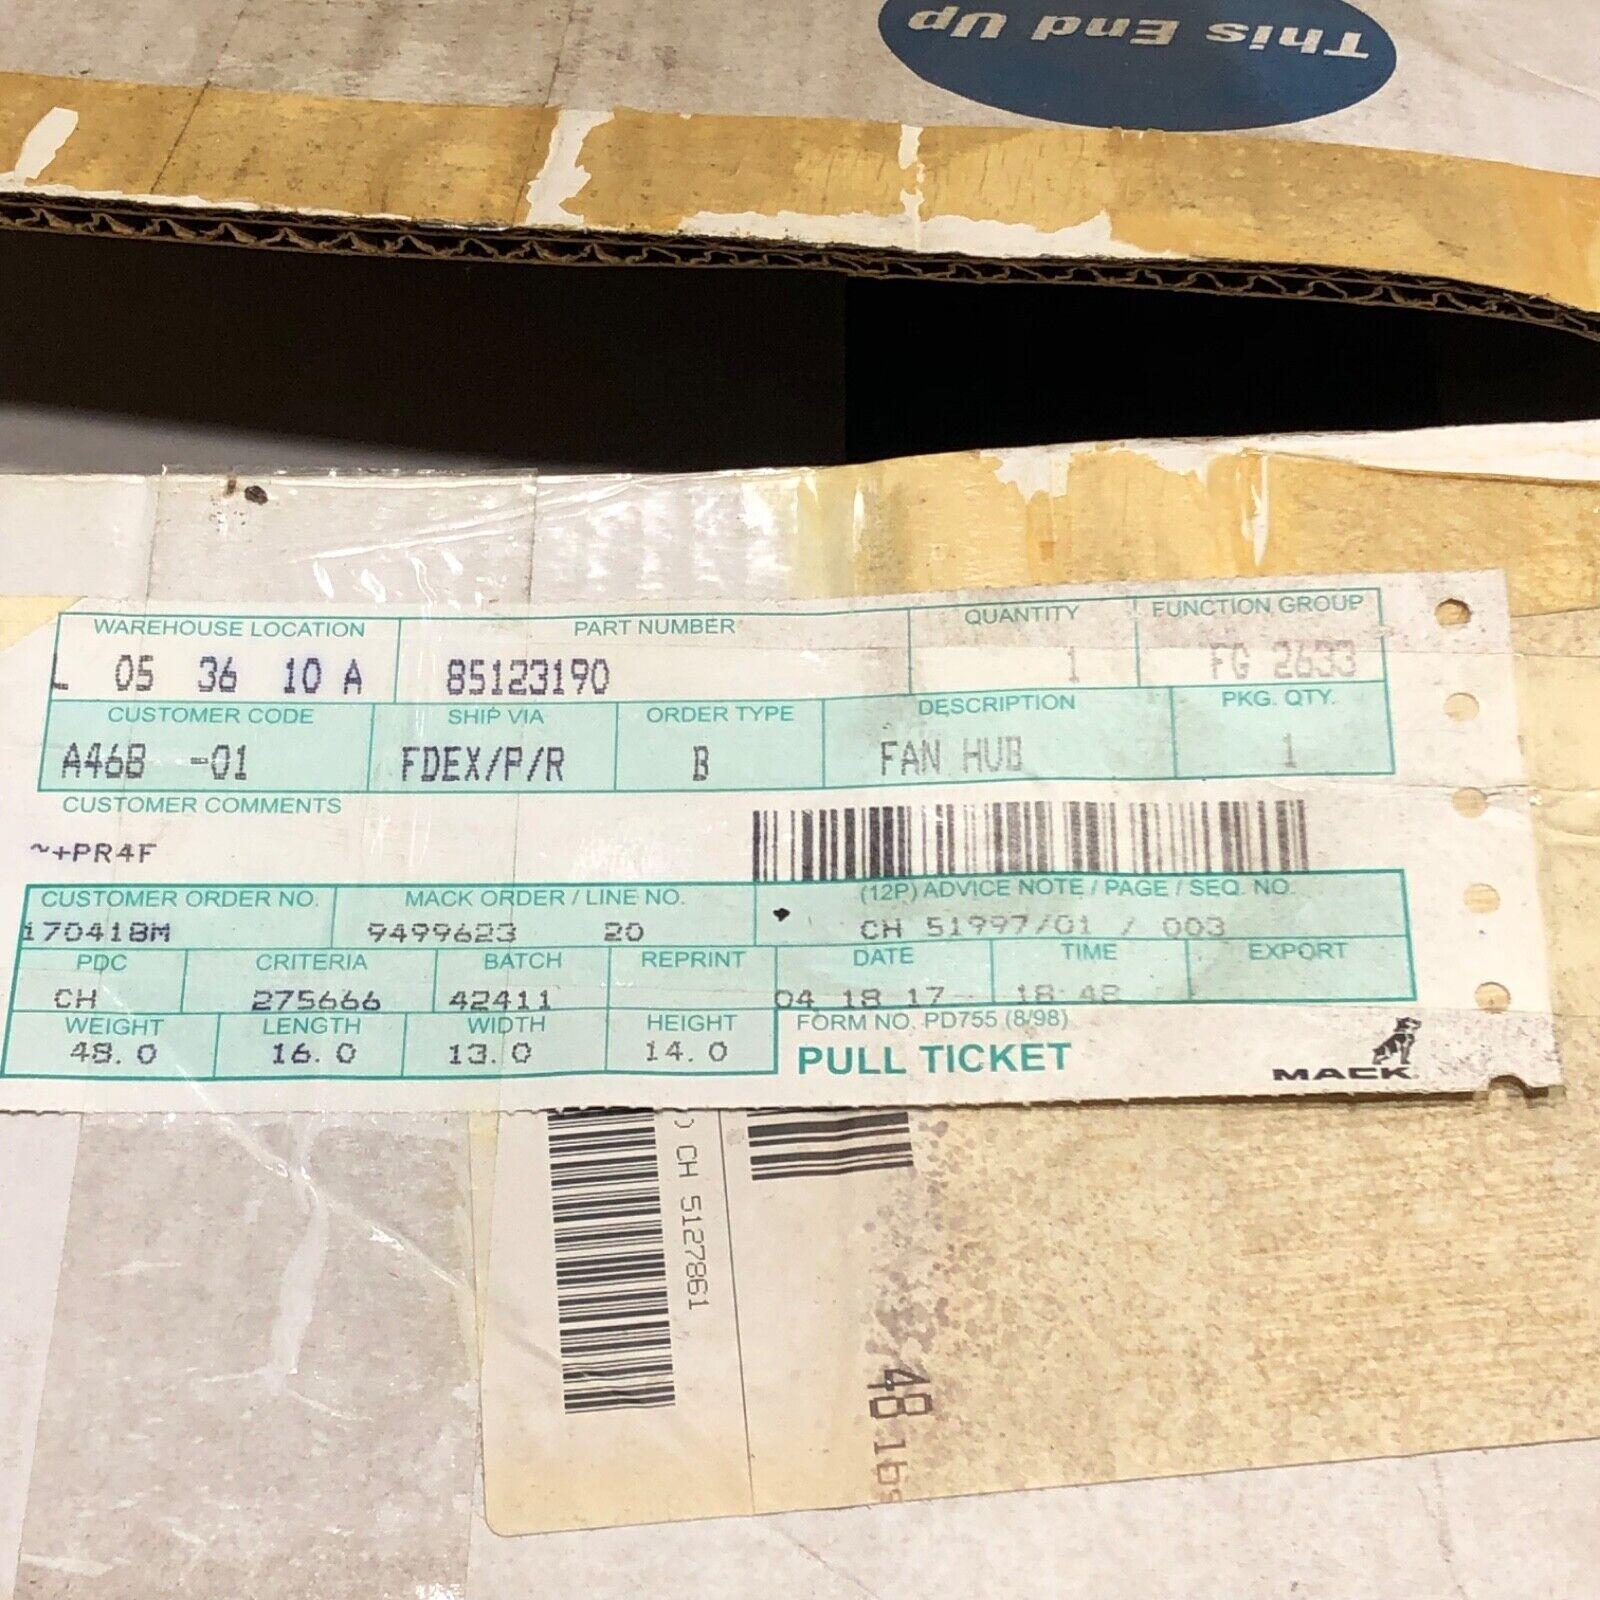 This End Up
WAREHOUSE LOCATION PART NUMBER QUANTITY FUNCTION GROUP
L 05 36 10 A 85123190 1 FG 2633
CUSTOMER CODE SHIP VIA ORDER TYPE DESCRIPTION PKG. QTY.
A46B -01 FDEX/P/R B FAN HUB 1
CUSTOMER COMMENTS
~+PR4F
CUSTOMER ORDER NO. MACK ORDER / LINE NO. (12P) ADVICE NOTE / PAGE / SEQ. NO.
170418M 9499623 20 CH 51997/01 / 003
PDC CRITERIA BATCH REPRINT DATE TIME EXPORT
CH 275666 42411 04 18 17 18 48
WEIGHT LENGTH WIDTH HEIGHT FORM NO. PD755 (8/98)
48.0 16.0 13.0 14.0 PULL TICKET MACK
) CH 5127861
48
48 lbs